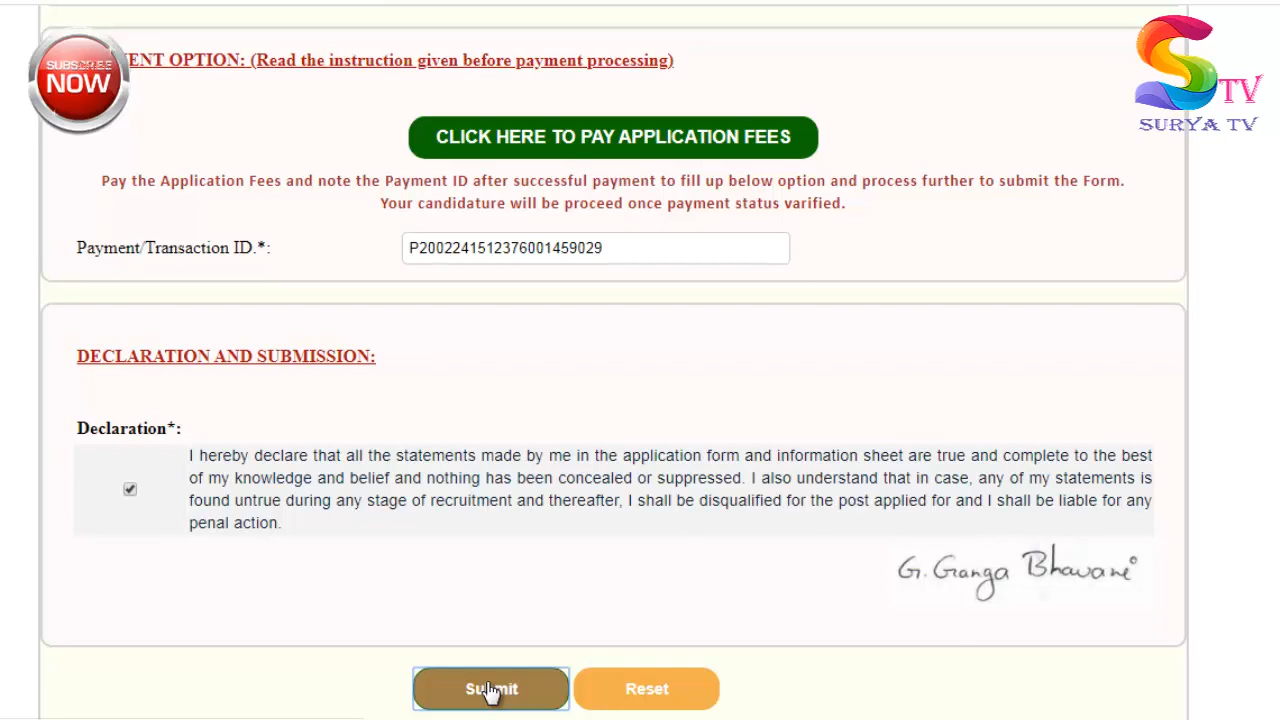 SUBSCRIBE
NOW
MENT OPTION: (Read the instruction given before payment processing)
S TV
SURYA TV
CLICK HERE TO PAY APPLICATION FEES
Pay the Application Fees and note the Payment ID after successful payment to fill up below option and process further to submit the Form.
Your candidature will be proceed once payment status varified.
Payment/Transaction ID.*:
P2002241512376001459029
DECLARATION AND SUBMISSION:
Declaration*:
I hereby declare that all the statements made by me in the application form and information sheet are true and complete to the best
of my knowledge and belief and nothing has been concealed or suppressed. I also understand that in case, any of my statements is
found untrue during any stage of recruitment and thereafter, I shall be disqualified for the post applied for and I shall be liable for any
penal action.
G. Ganga Bhavani
Submit
Reset